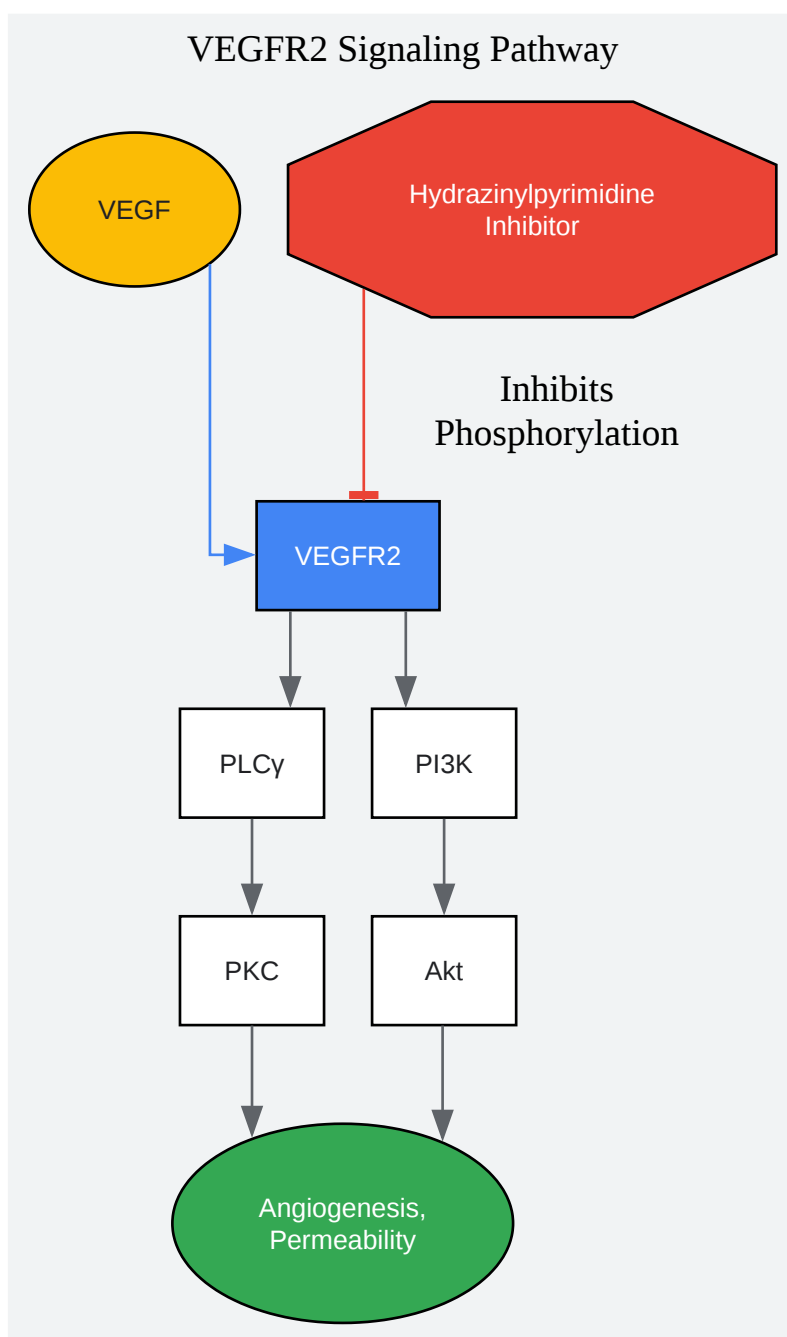 VEGFR2 Signaling Pathway
VEGF
Hydrazinylpyrimidine
Inhibitor
Inhibits
Phosphorylation
VEGFR2
PLCγ
PI3K
PKC
Akt
Angiogenesis,
Permeability